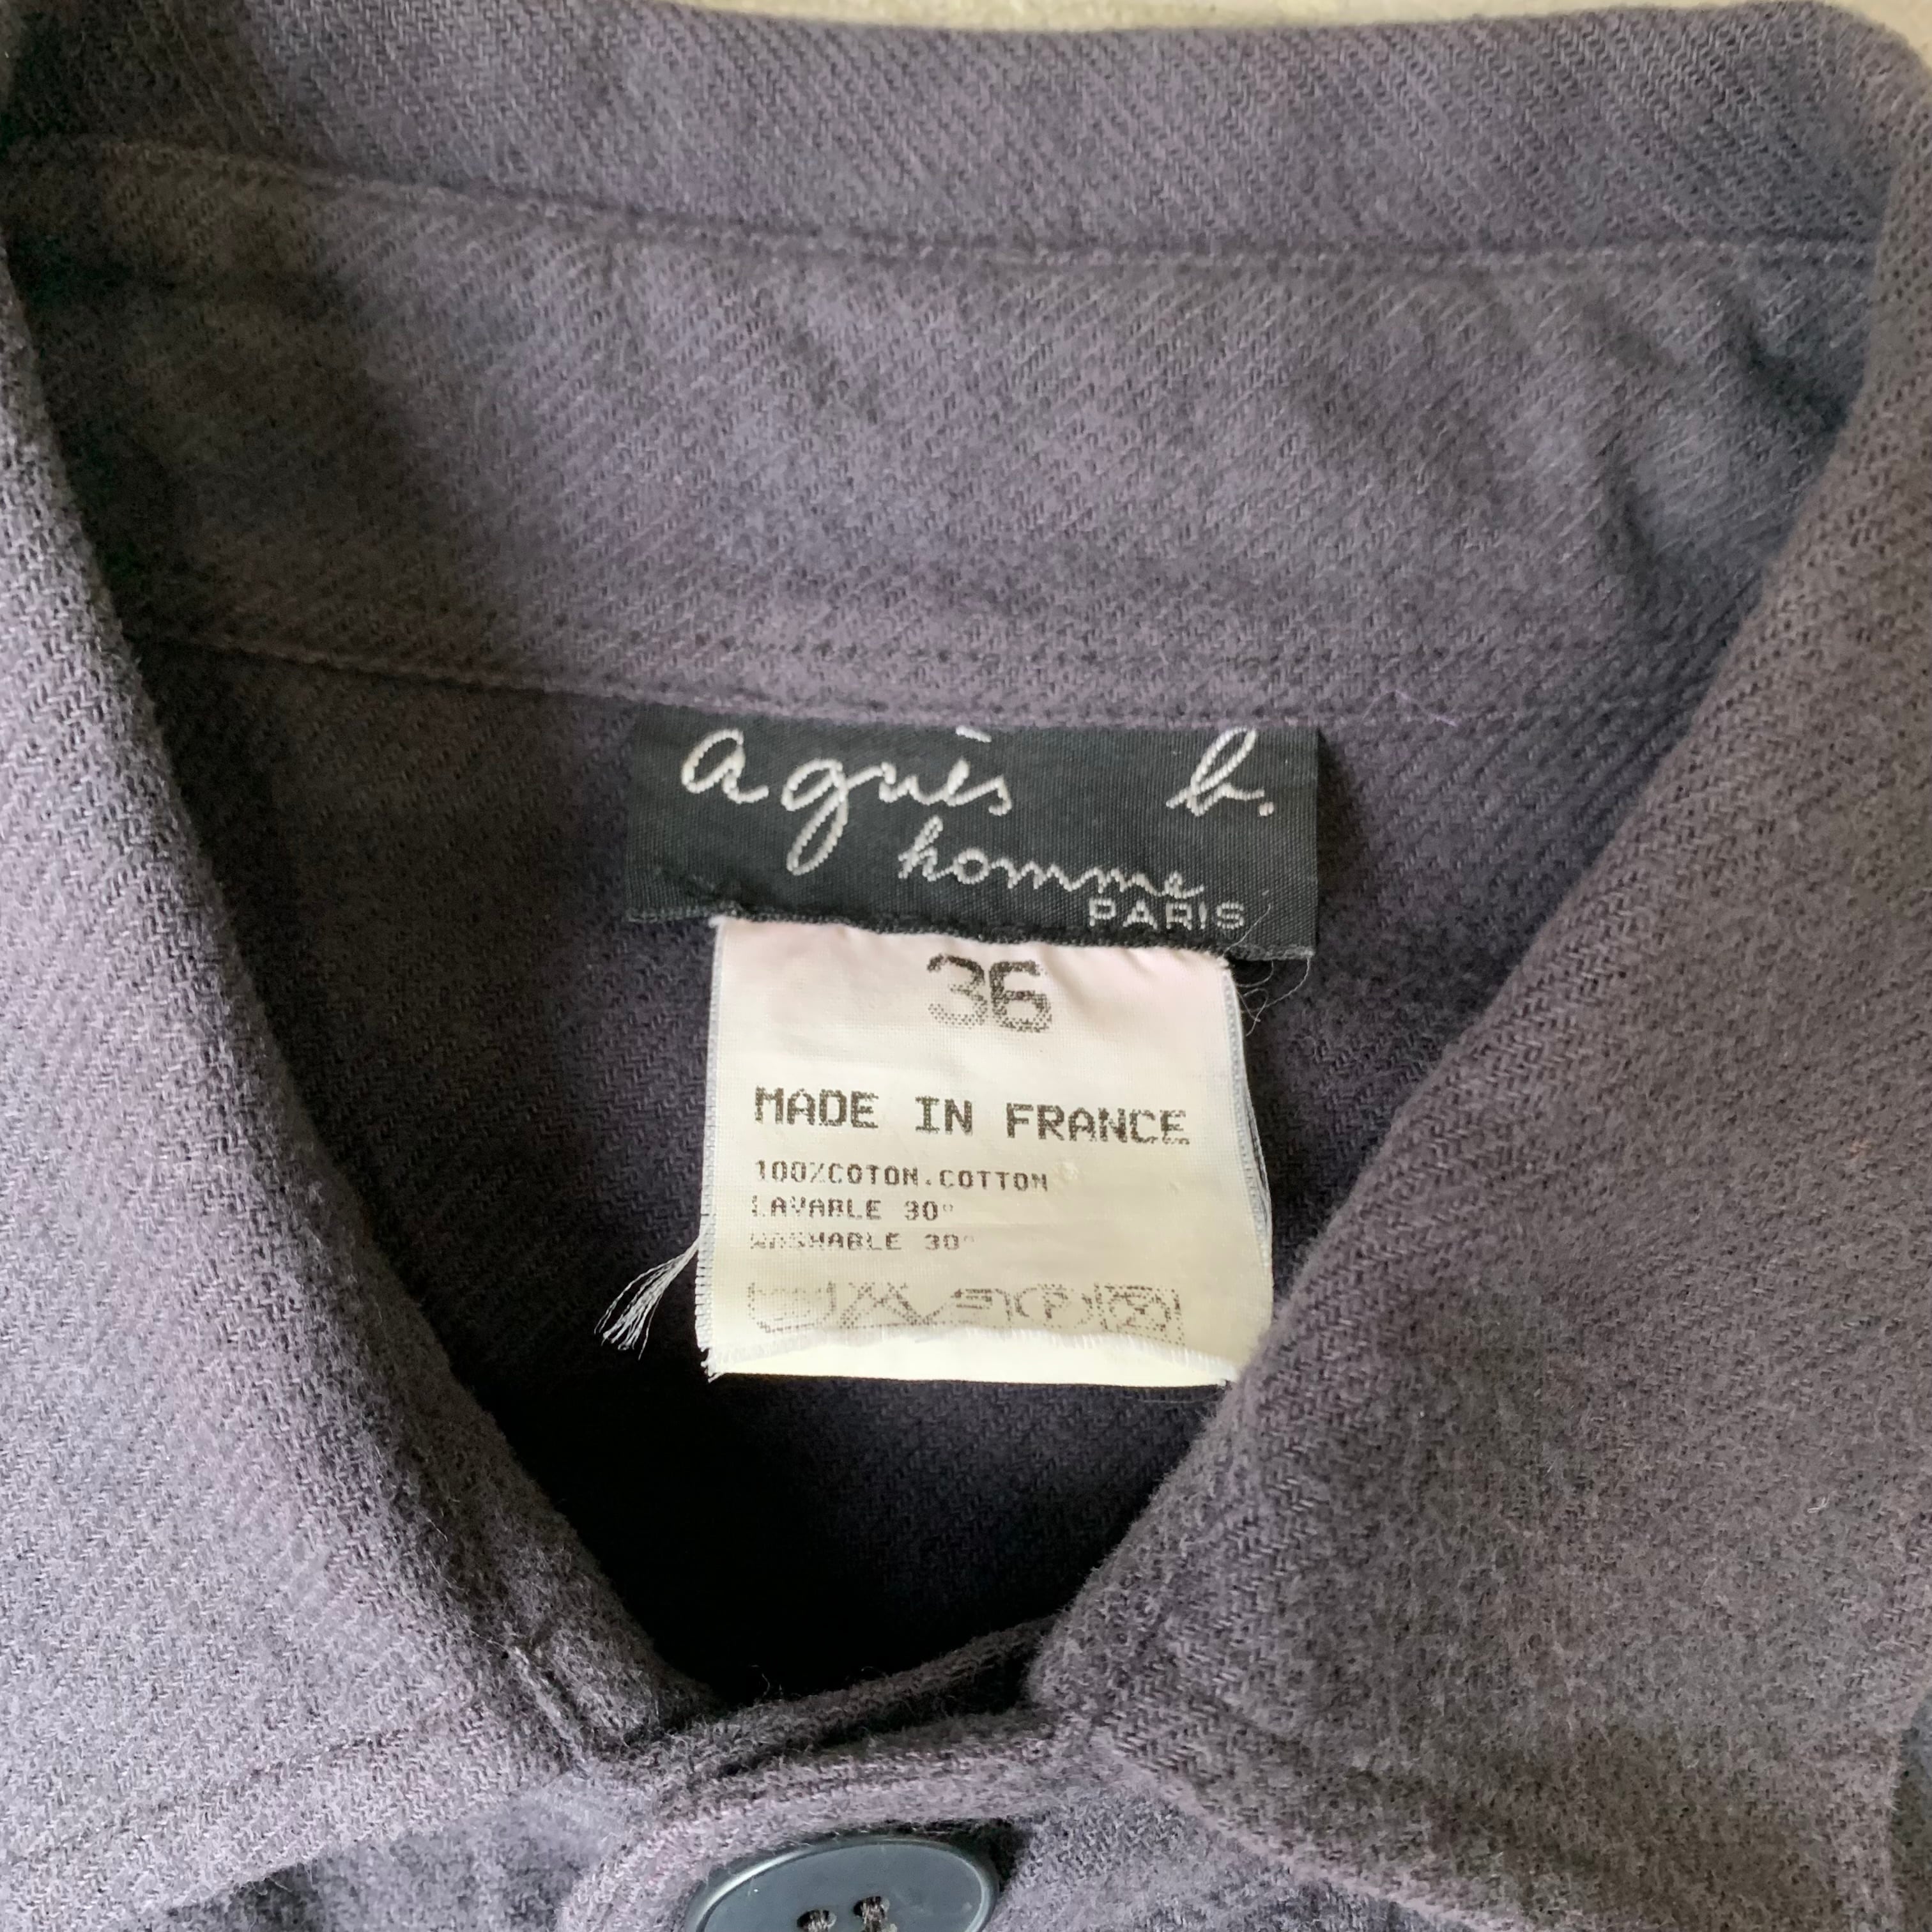 agnès b.
homme
PARIS
36
MADE IN FRANCE
100%COTON.COTTON
LAVABLE 30°
WASHABLE 30°